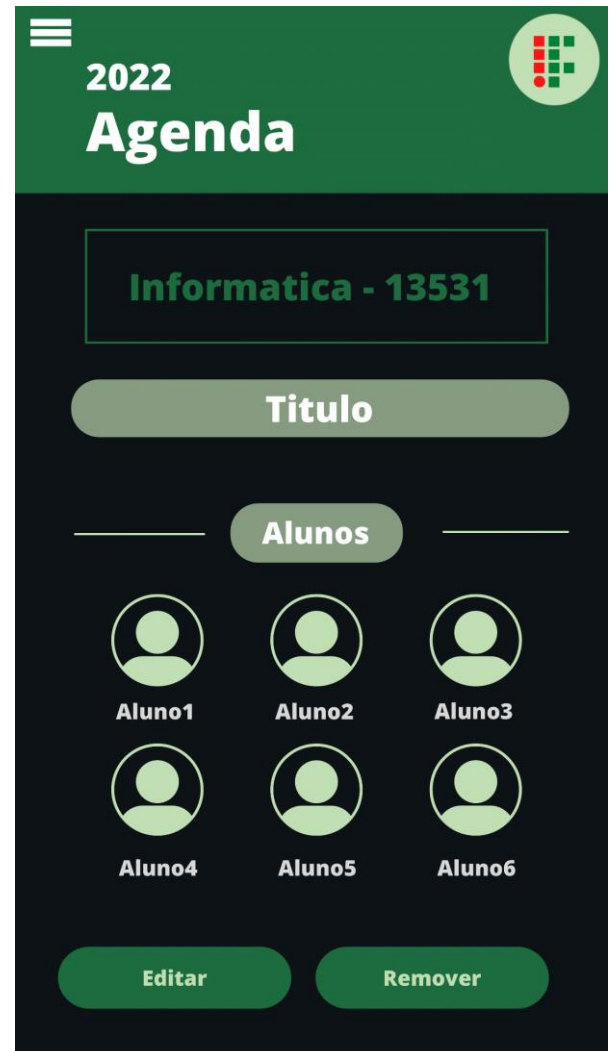 2022
Agenda
Informatica - 13531
Titulo
Alunos
Aluno1 Aluno2 Aluno3
Aluno4 Aluno5 Aluno6
Editar Remover